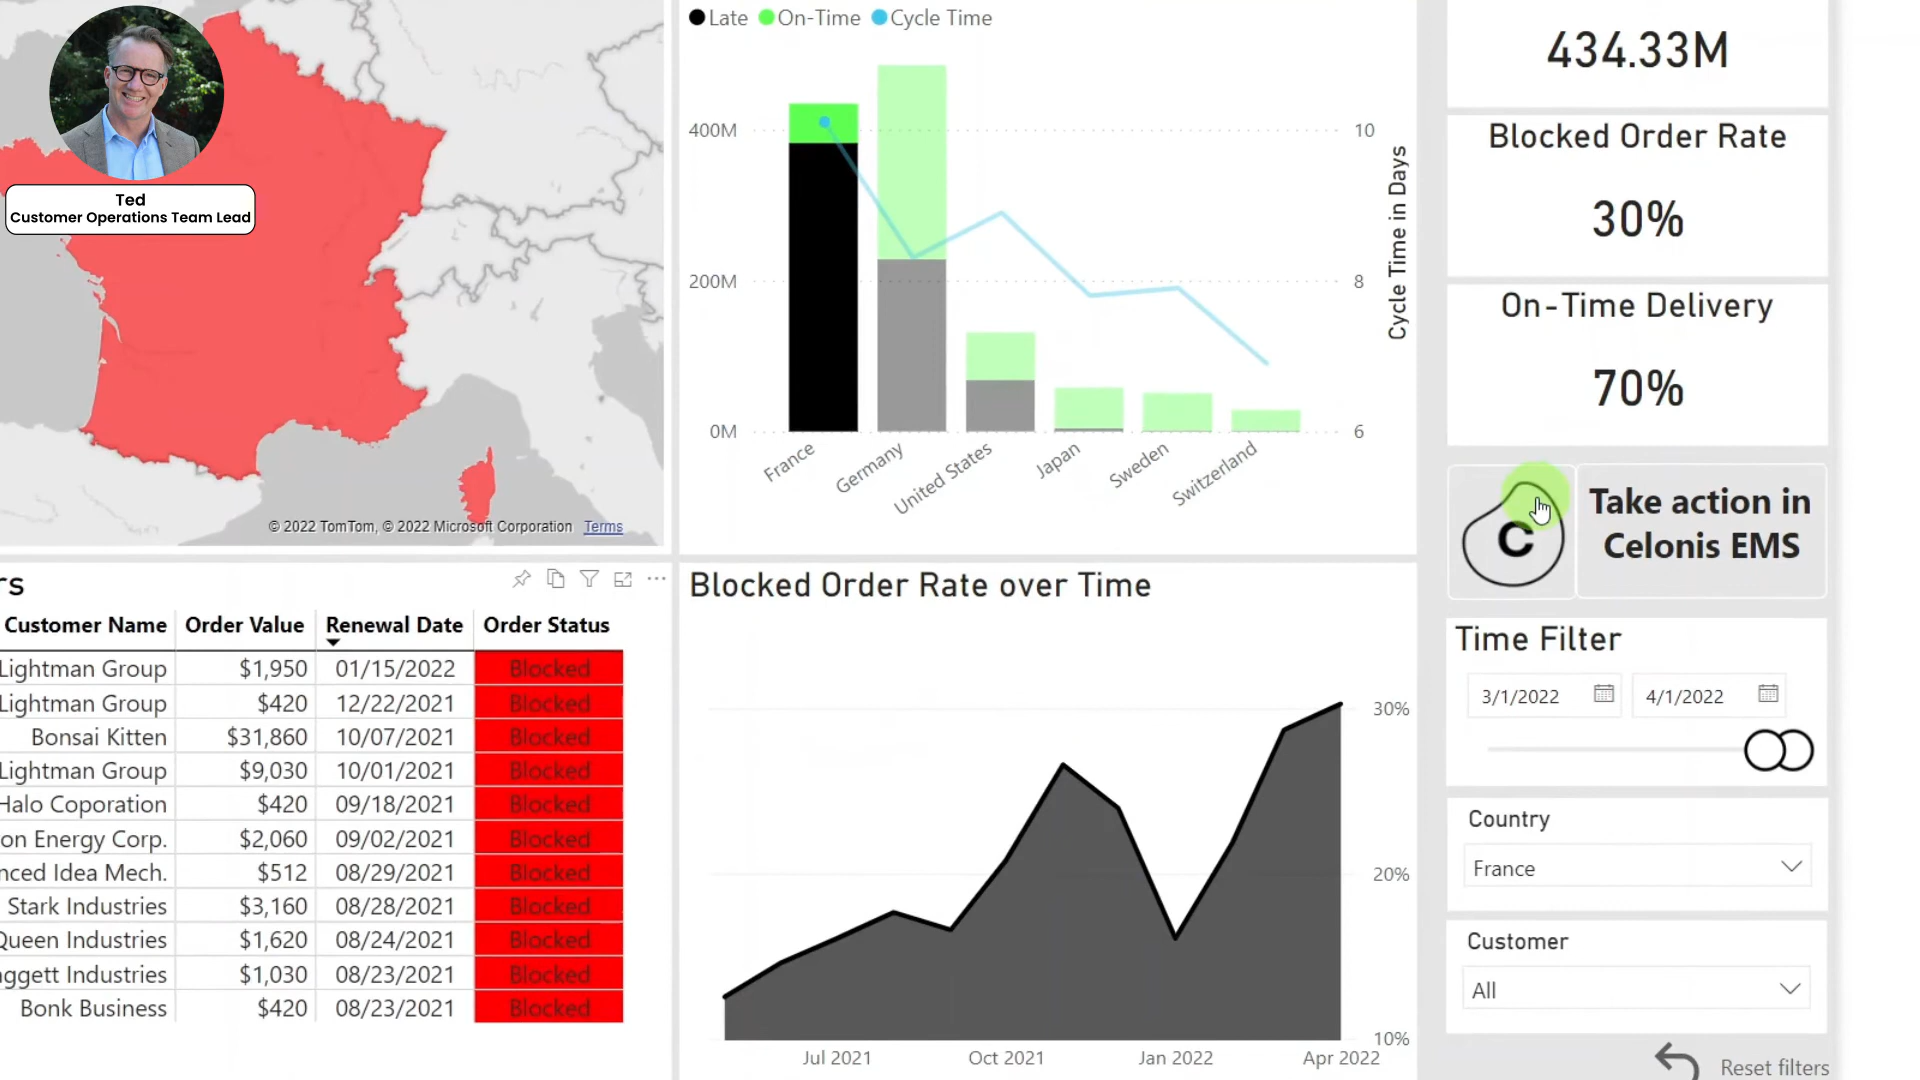 Ted
Customer Operations Team Lead
© 2022 TomTom, © 2022 Microsoft Corporation Terms
Late On-Time Cycle Time
400M
200M
0M
10
8
6
Cycle Time in Days
France
Germany
United States
Japan
Sweden
Switzerland
434.33M
Blocked Order Rate
30%
On-Time Delivery
70%
C
Take action in
Celonis EMS
rs
Customer Name Order Value Renewal Date Order Status
Lightman Group $1,950 01/15/2022 Blocked
Lightman Group $420 12/22/2021 Blocked
Bonsai Kitten $31,860 10/07/2021 Blocked
Lightman Group $9,030 10/01/2021 Blocked
Halo Coporation $420 09/18/2021 Blocked
on Energy Corp. $2,060 09/02/2021 Blocked
nced Idea Mech. $512 08/29/2021 Blocked
Stark Industries $3,160 08/28/2021 Blocked
Queen Industries $1,620 08/24/2021 Blocked
aggett Industries $1,030 08/23/2021 Blocked
Bonk Business $420 08/23/2021 Blocked
Blocked Order Rate over Time
30%
20%
10%
Jul 2021 Oct 2021 Jan 2022 Apr 2022
Time Filter
3/1/2022 4/1/2022
Country
France
Customer
All
Reset filters